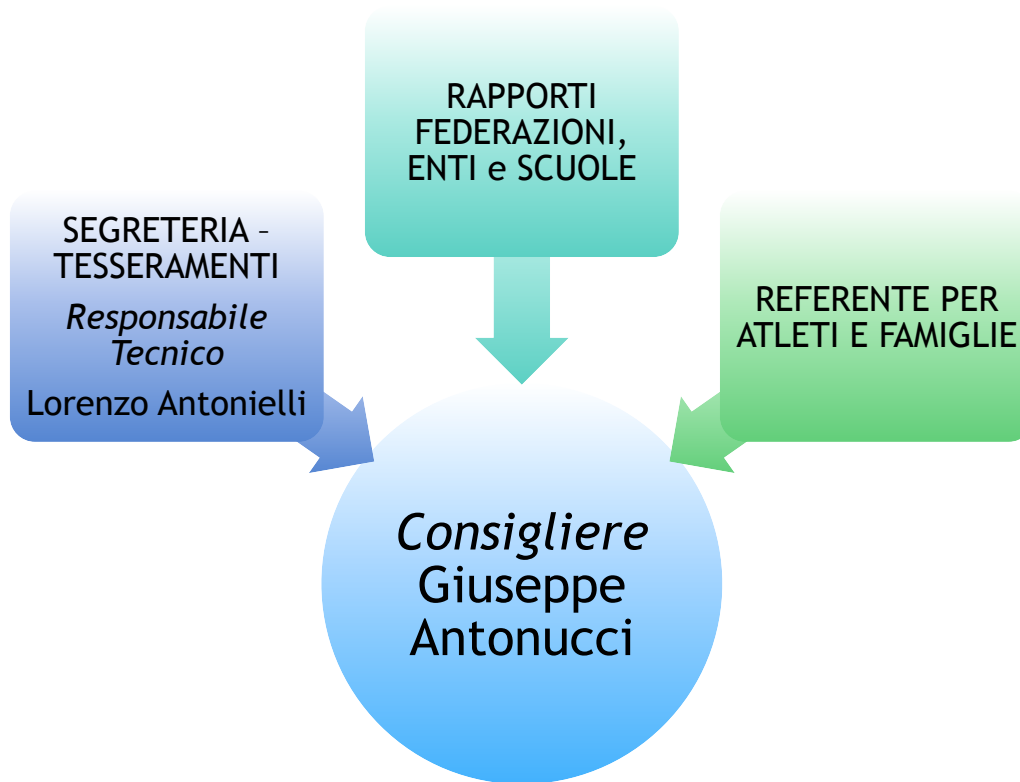 RAPPORTI
FEDERAZIONI,
ENTI e SCUOLE
SEGRETERIA –
TESSERAMENTI
Responsabile
Tecnico
Lorenzo Antonielli
REFERENTE PER
ATLETI E FAMIGLIE
Consigliere
Giuseppe
Antonucci